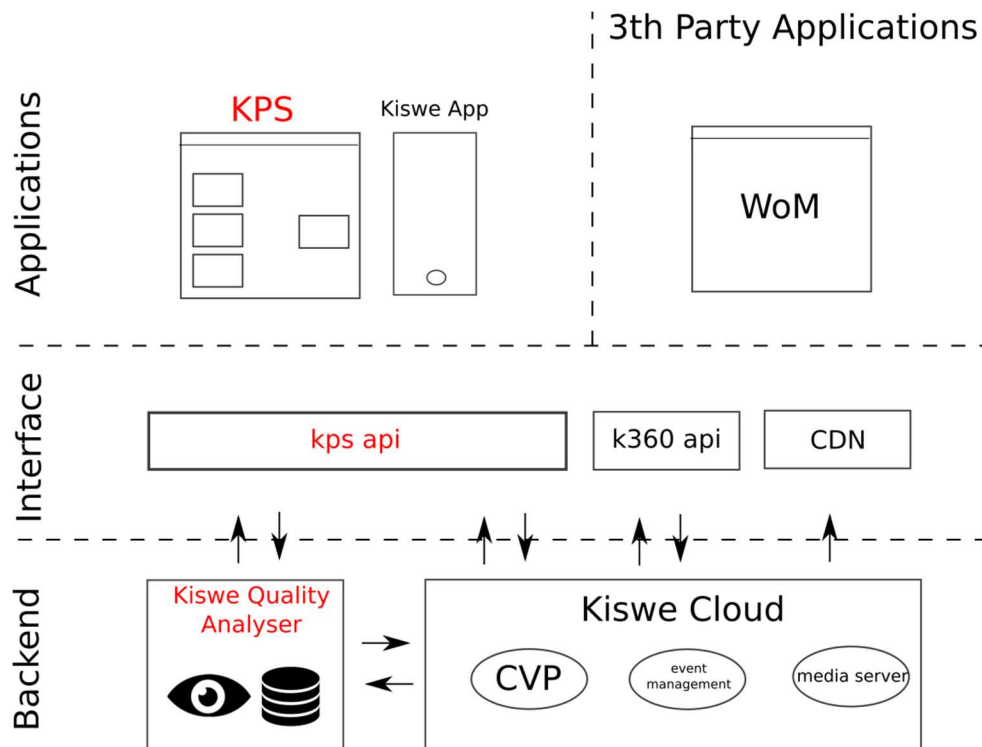 3th Party Applications
Applications
KPS
Kiswe App
WoM
Interface
kps api
k360 api
CDN
Backend
Kiswe Quality
Analyser
Kiswe Cloud
CVP
event
management
media server